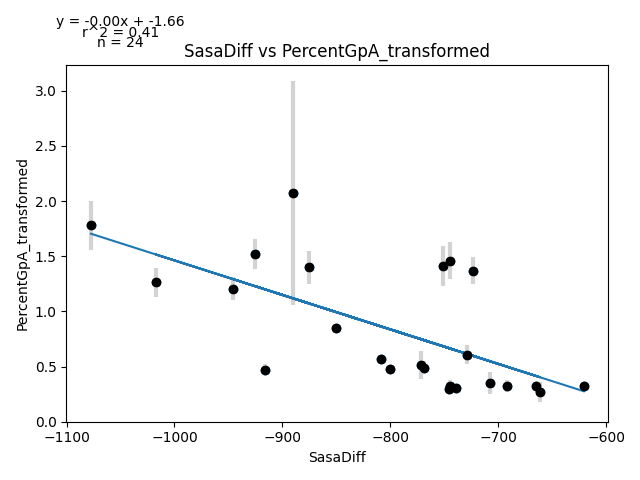 y = -0.00x + -1.66
r^2 = 0.41
n = 24
SasaDiff vs PercentGpA_transformed
PercentGpA_transformed
3.0
2.5
2.0
1.5
1.0
0.5
0.0
−1100 −1000 −900 −800 −700 −600
SasaDiff